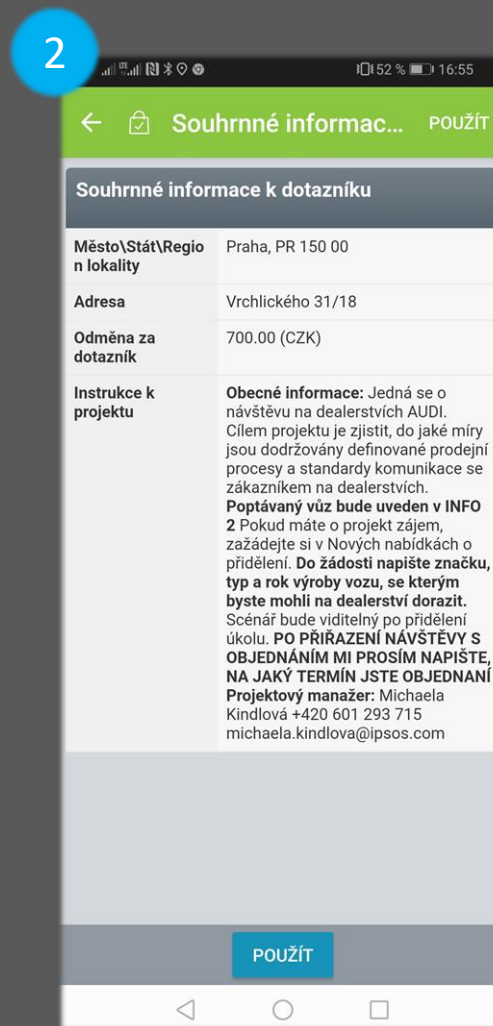 2
52 % 16:55
Souhrnné informac... POUŽÍT
Souhrnné informace k dotazníku
Město\Stát\Regio
n lokality
Praha, PR 150 00
Adresa
Vrchlického 31/18
Odměna za
dotazník
700.00 (CZK)
Instrukce k
projektu
Obecné informace: Jedná se o
návštěvu na dealerstvích AUDI.
Cílem projektu je zjistit, do jaké míry
jsou dodržovány definované prodejní
procesy a standardy komunikace se
zákazníkem na dealerstvích.
Poptávaný vůz bude uveden v INFO
2 Pokud máte o projekt zájem,
zažádejte si v Nových nabídkách o
přidělení. Do žádosti napište značku,
typ a rok výroby vozu, se kterým
byste mohli na dealerství dorazit.
Scénář bude viditelný po přidělení
úkolu. PO PŘIŘAZENÍ NÁVŠTĚVY S
OBJEDNÁNÍM MI PROSÍM NAPIŠTE,
NA JAKÝ TERMÍN JSTE OBJEDNANÍ
Projektový manažer: Michaela
Kindlová +420 601 293 715
michaela.kindlova@ipsos.com
POUŽÍT